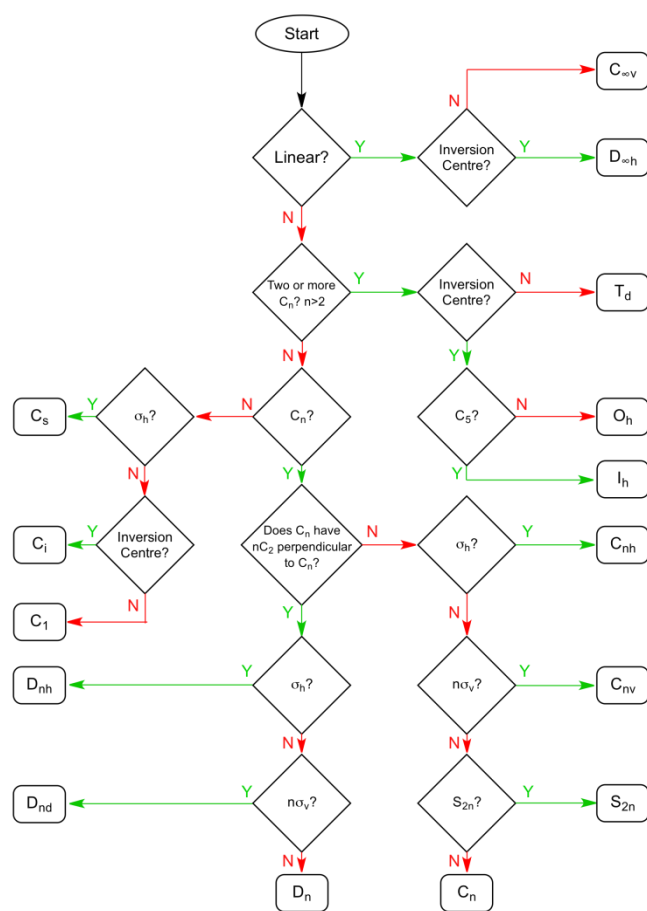 Start
C∞v
N
Linear?
Y
Inversion
Centre?
Y
D∞h
N
Two or more
Cn? n>2
Y
Inversion
Centre?
N
Td
N
Y
Cs
Y
σh?
N
Cn?
C5?
N
Oh
N
Y
Y
Ih
Ci
Y
Inversion
Centre?
Does Cn have
nC2 perpendicular
to Cn?
N
σh?
Y
Cnh
C1
N
Y
N
Dnh
Y
σh?
nσv?
Y
Cnv
N
N
Dnd
Y
nσv?
S2n?
Y
S2n
N
N
Dn
Cn